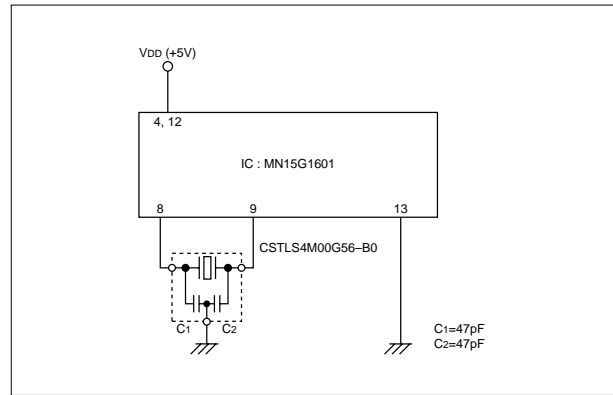 VDD (+5V)
4, 12
IC : MN15G1601
8
9
13
CSTLS4M00G56–B0
C1
C2
C1=47pF
C2=47pF